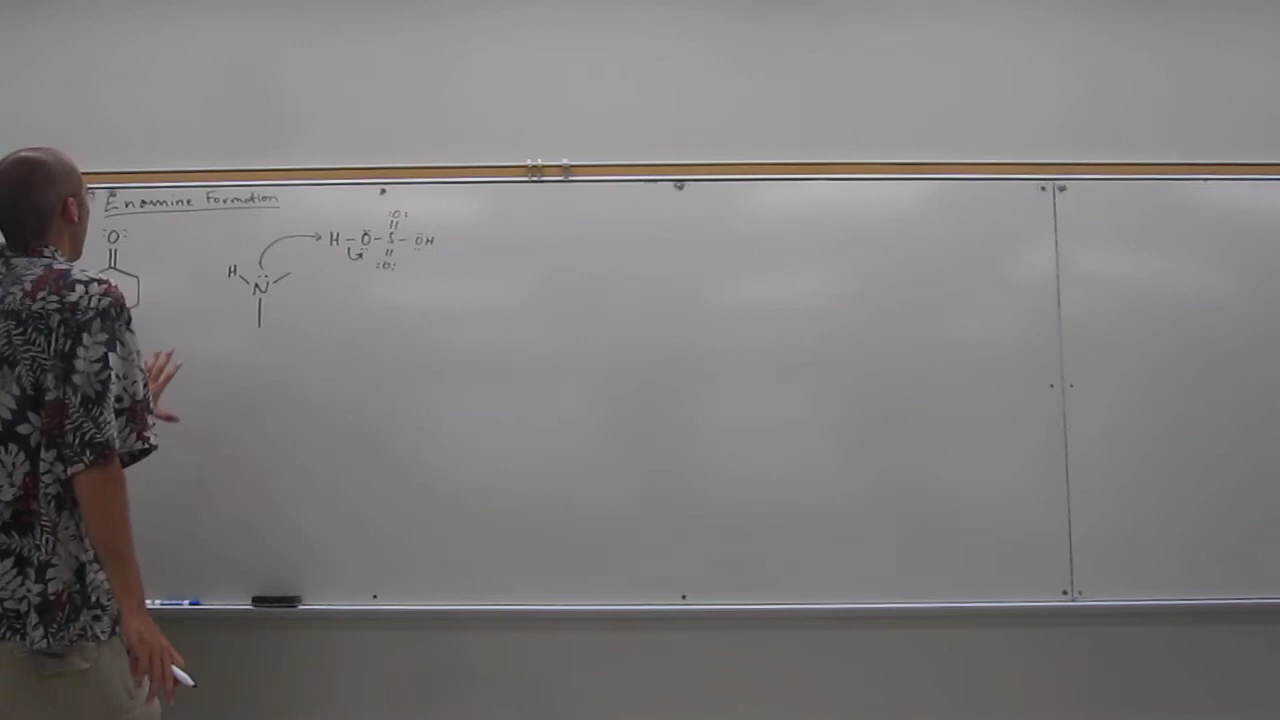 Enamine Formation
:O:
:O:
H - O - S - OH
:O:
H
N